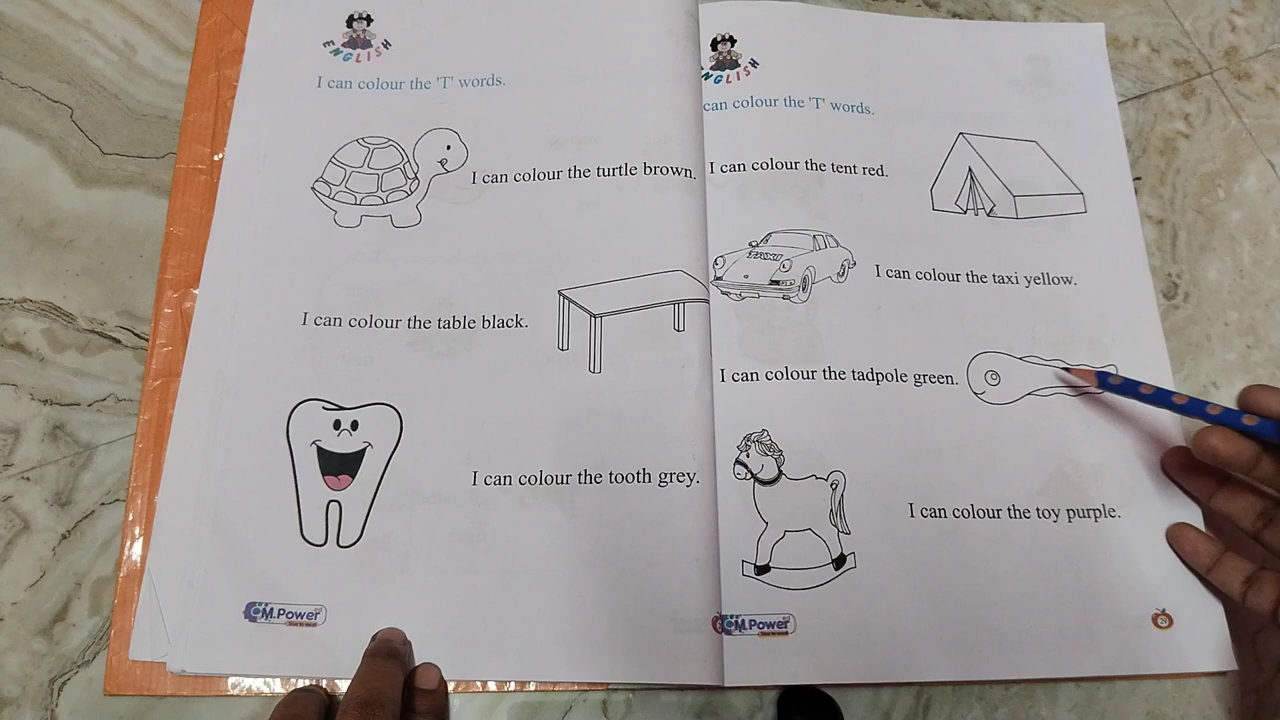 ENGLISH
I can colour the 'T' words.
I can colour the turtle brown.
I can colour the table black.
I can colour the tooth grey.
M.Power
NGLISH
can colour the 'T' words.
I can colour the tent red.
TAXI
I can colour the taxi yellow.
I can colour the tadpole green.
I can colour the toy purple.
M.Power
29